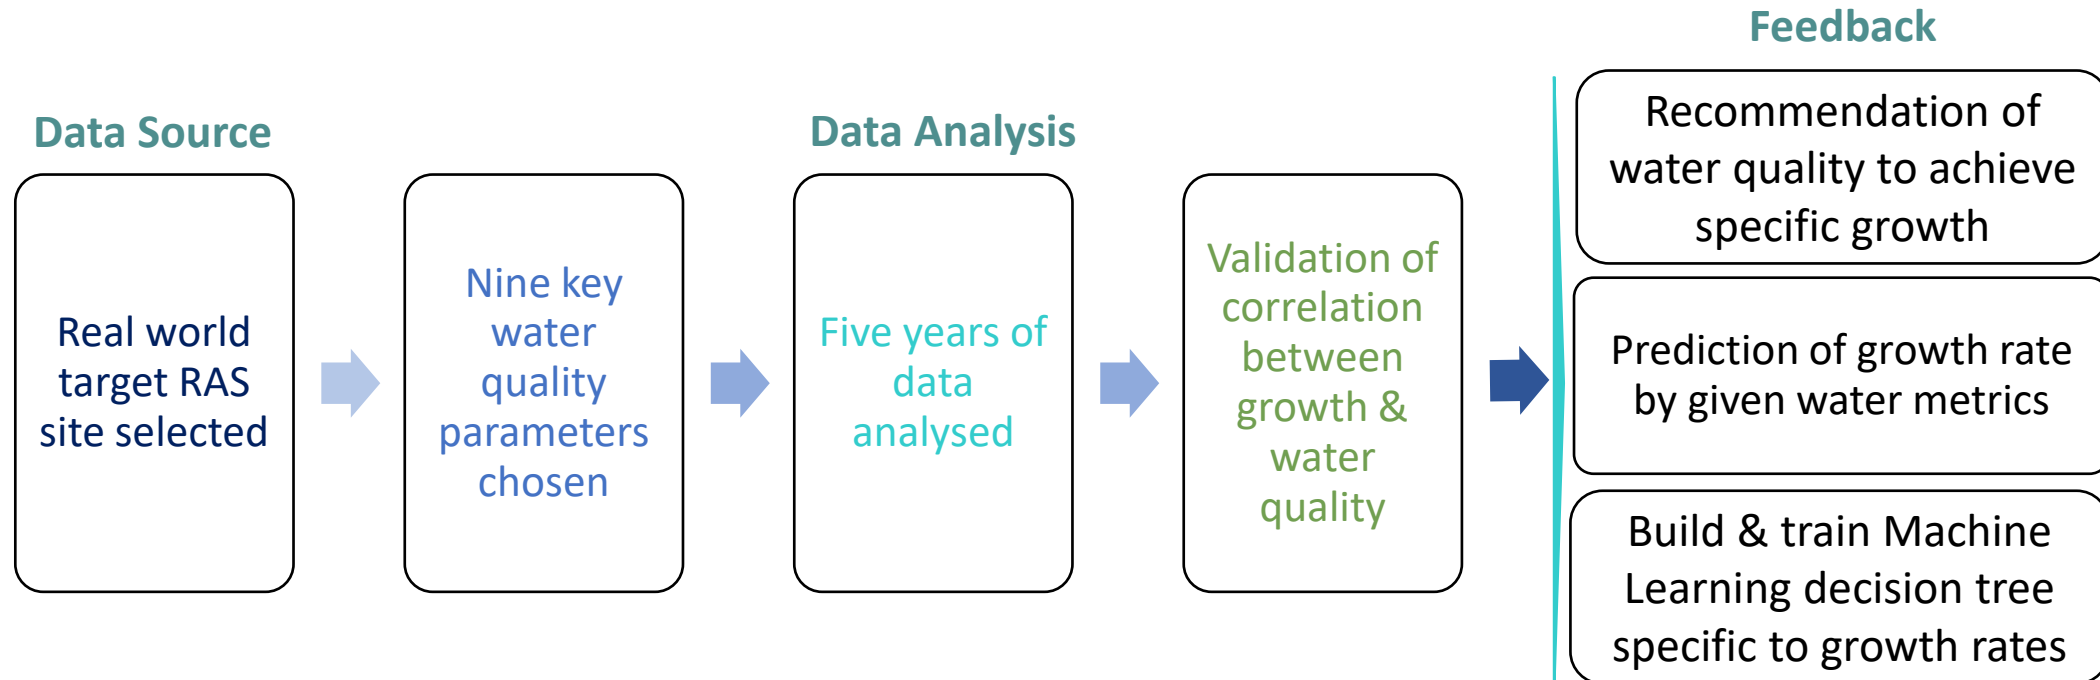 Data Source
Real world
target RAS
site selected
Nine key
water
quality
parameters
chosen
Data Analysis
Five years of
data
analysed
Validation of
correlation
between
growth &
water
quality
Feedback
Recommendation of
water quality to achieve
specific growth
Prediction of growth rate
by given water metrics
Build & train Machine
Learning decision tree
specific to growth rates